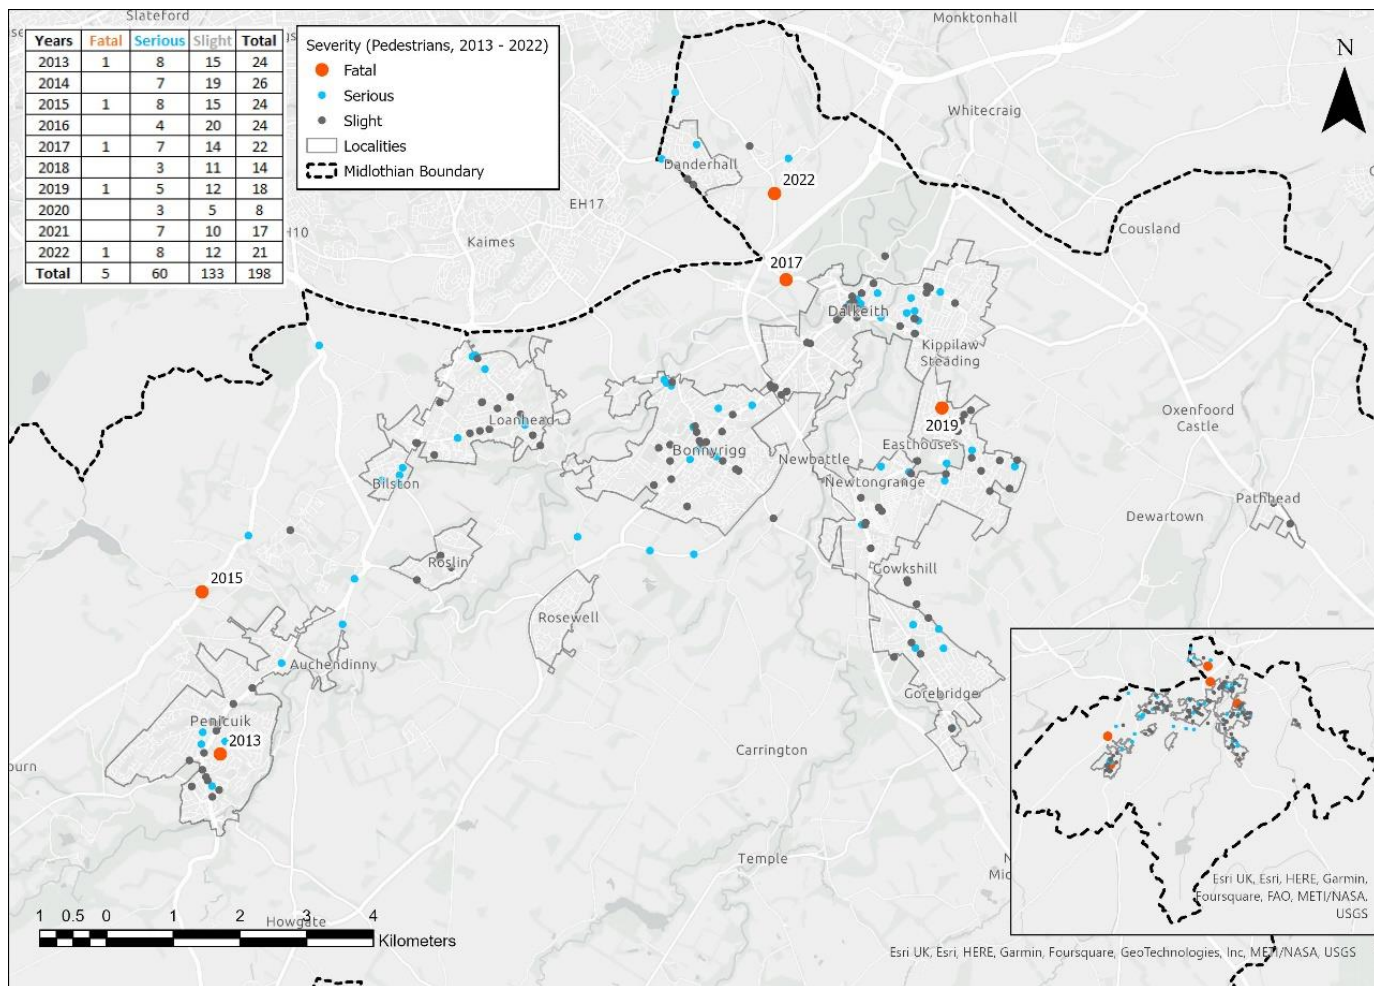 Slateford
Monktonhall
Years Fatal Serious Slight Total
2013 1 8 15 24
2014 7 19 26
2015 1 8 15 24
2016 4 20 24
2017 1 7 14 22
2018 3 11 14
2019 1 5 12 18
2020 3 5 8
2021 7 10 17
2022 1 8 12 21
Total 5 60 133 198
Severity (Pedestrians, 2013 - 2022)
Fatal
Serious
Slight
Localities
Midlothian Boundary
N
Whitecraig
Danderhall
2022
EH17
H10
Kaimes
Cousland
2017
Dalkeith
Kippilaw
Steading
Oxenfoord
Castle
Loanhead
2019
Easthouses
Bonnyrigg
Newbattle
Bilston
Newtongrange
Pathhead
Dewartown
Roslin
Gowkshill
2015
Rosewell
Auchendinny
Gorebridge
Penicuik
2013
Carrington
ourn
Temple
Howgate
1 0.5 0 1 2 3 4
Kilometers
Esri UK, Esri, HERE, Garmin,
Foursquare, FAO, METI/NASA,
USGS
Esri UK, Esri, HERE, Garmin, Foursquare, GeoTechnologies, Inc, METI/NASA, USGS